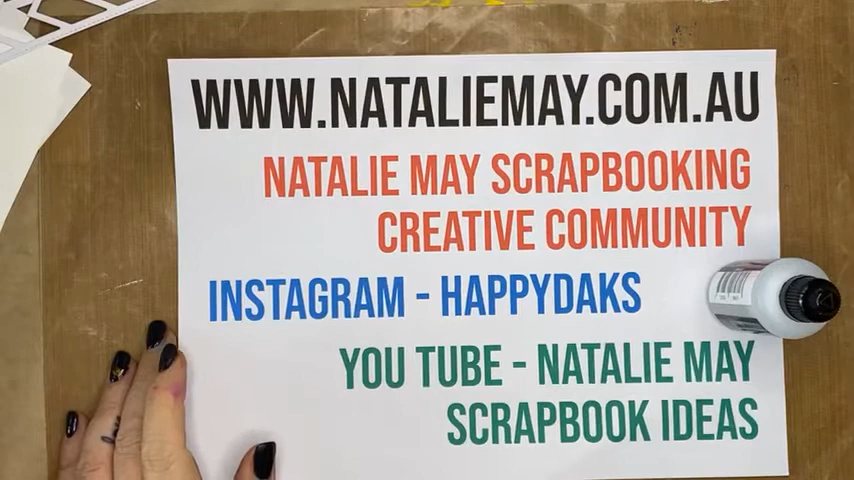 WWW.NATALIEMAY.COM.AU
NATALIE MAY SCRAPBOOKING
CREATIVE COMMUNITY
INSTAGRAM - HAPPYDAKS
YOU TUBE - NATALIE MAY
SCRAPBOOK IDEAS